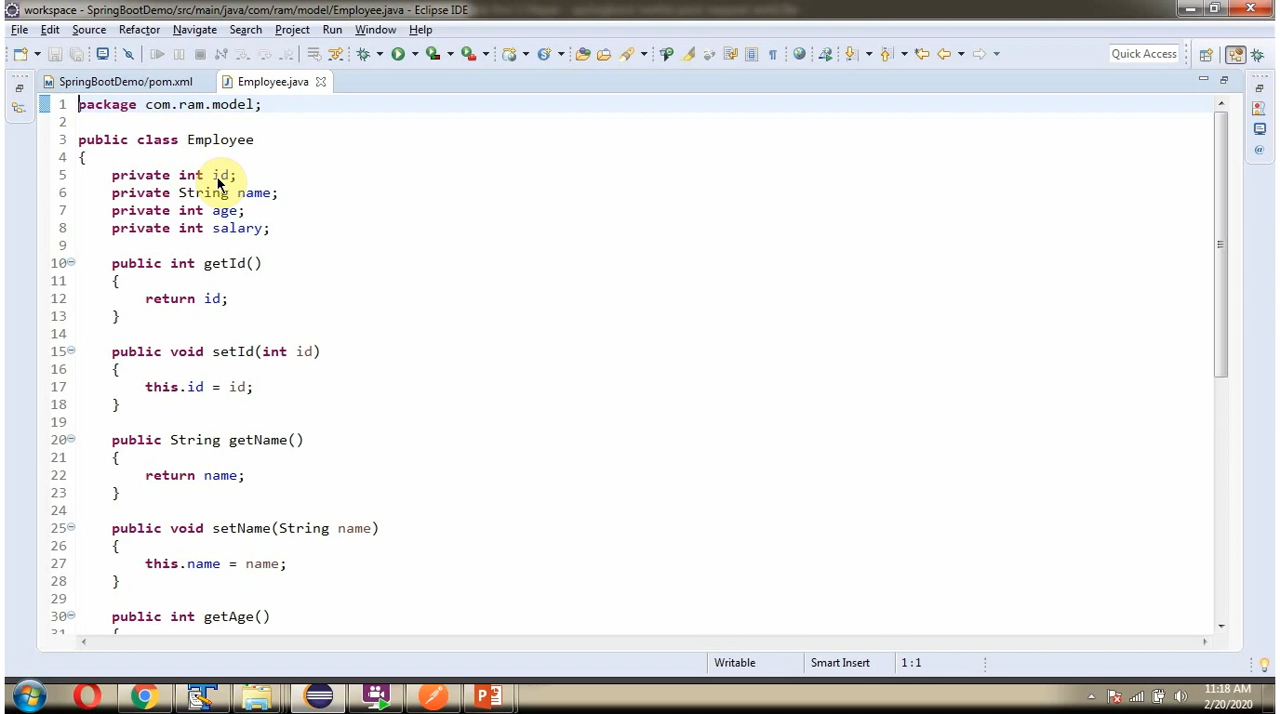 workspace - SpringBootDemo/src/main/java/com/ram/model/Employee.java - Eclipse IDE
File Edit Source Refactor Navigate Search Project Run Window Help
Quick Access
SpringBootDemo/pom.xml Employee.java
1 package com.ram.model;
2
3 public class Employee
4 {
5 private int id;
6 private String name;
7 private int age;
8 private int salary;
9
10 public int getId()
11 {
12 return id;
13 }
14
15 public void setId(int id)
16 {
17 this.id = id;
18 }
19
20 public String getName()
21 {
22 return name;
23 }
24
25 public void setName(String name)
26 {
27 this.name = name;
28 }
29
30 public int getAge()
31 {
Writable Smart Insert 1 : 1
11:18 AM
2/20/2020